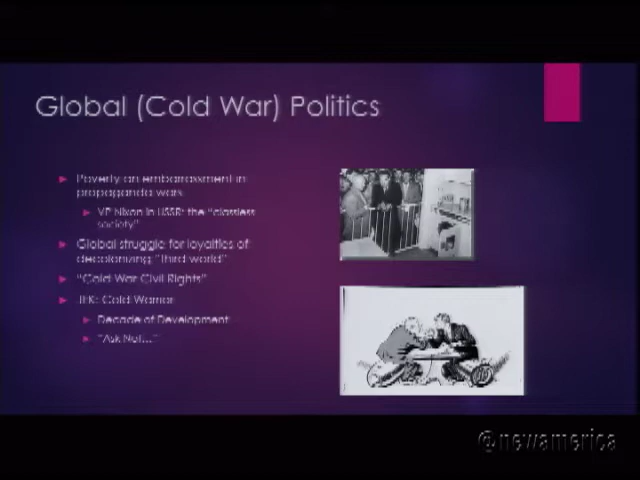 Global (Cold War) Politics
Poverty an embarrassment in
propaganda wars
VP Nixon in USSR: the "classless
society"
Global struggle for loyalties of
decolonizing "third world"
"Cold War Civil Rights"
JFK: Cold Warrior
Decade of Development
"Ask Not…"
@newamerica